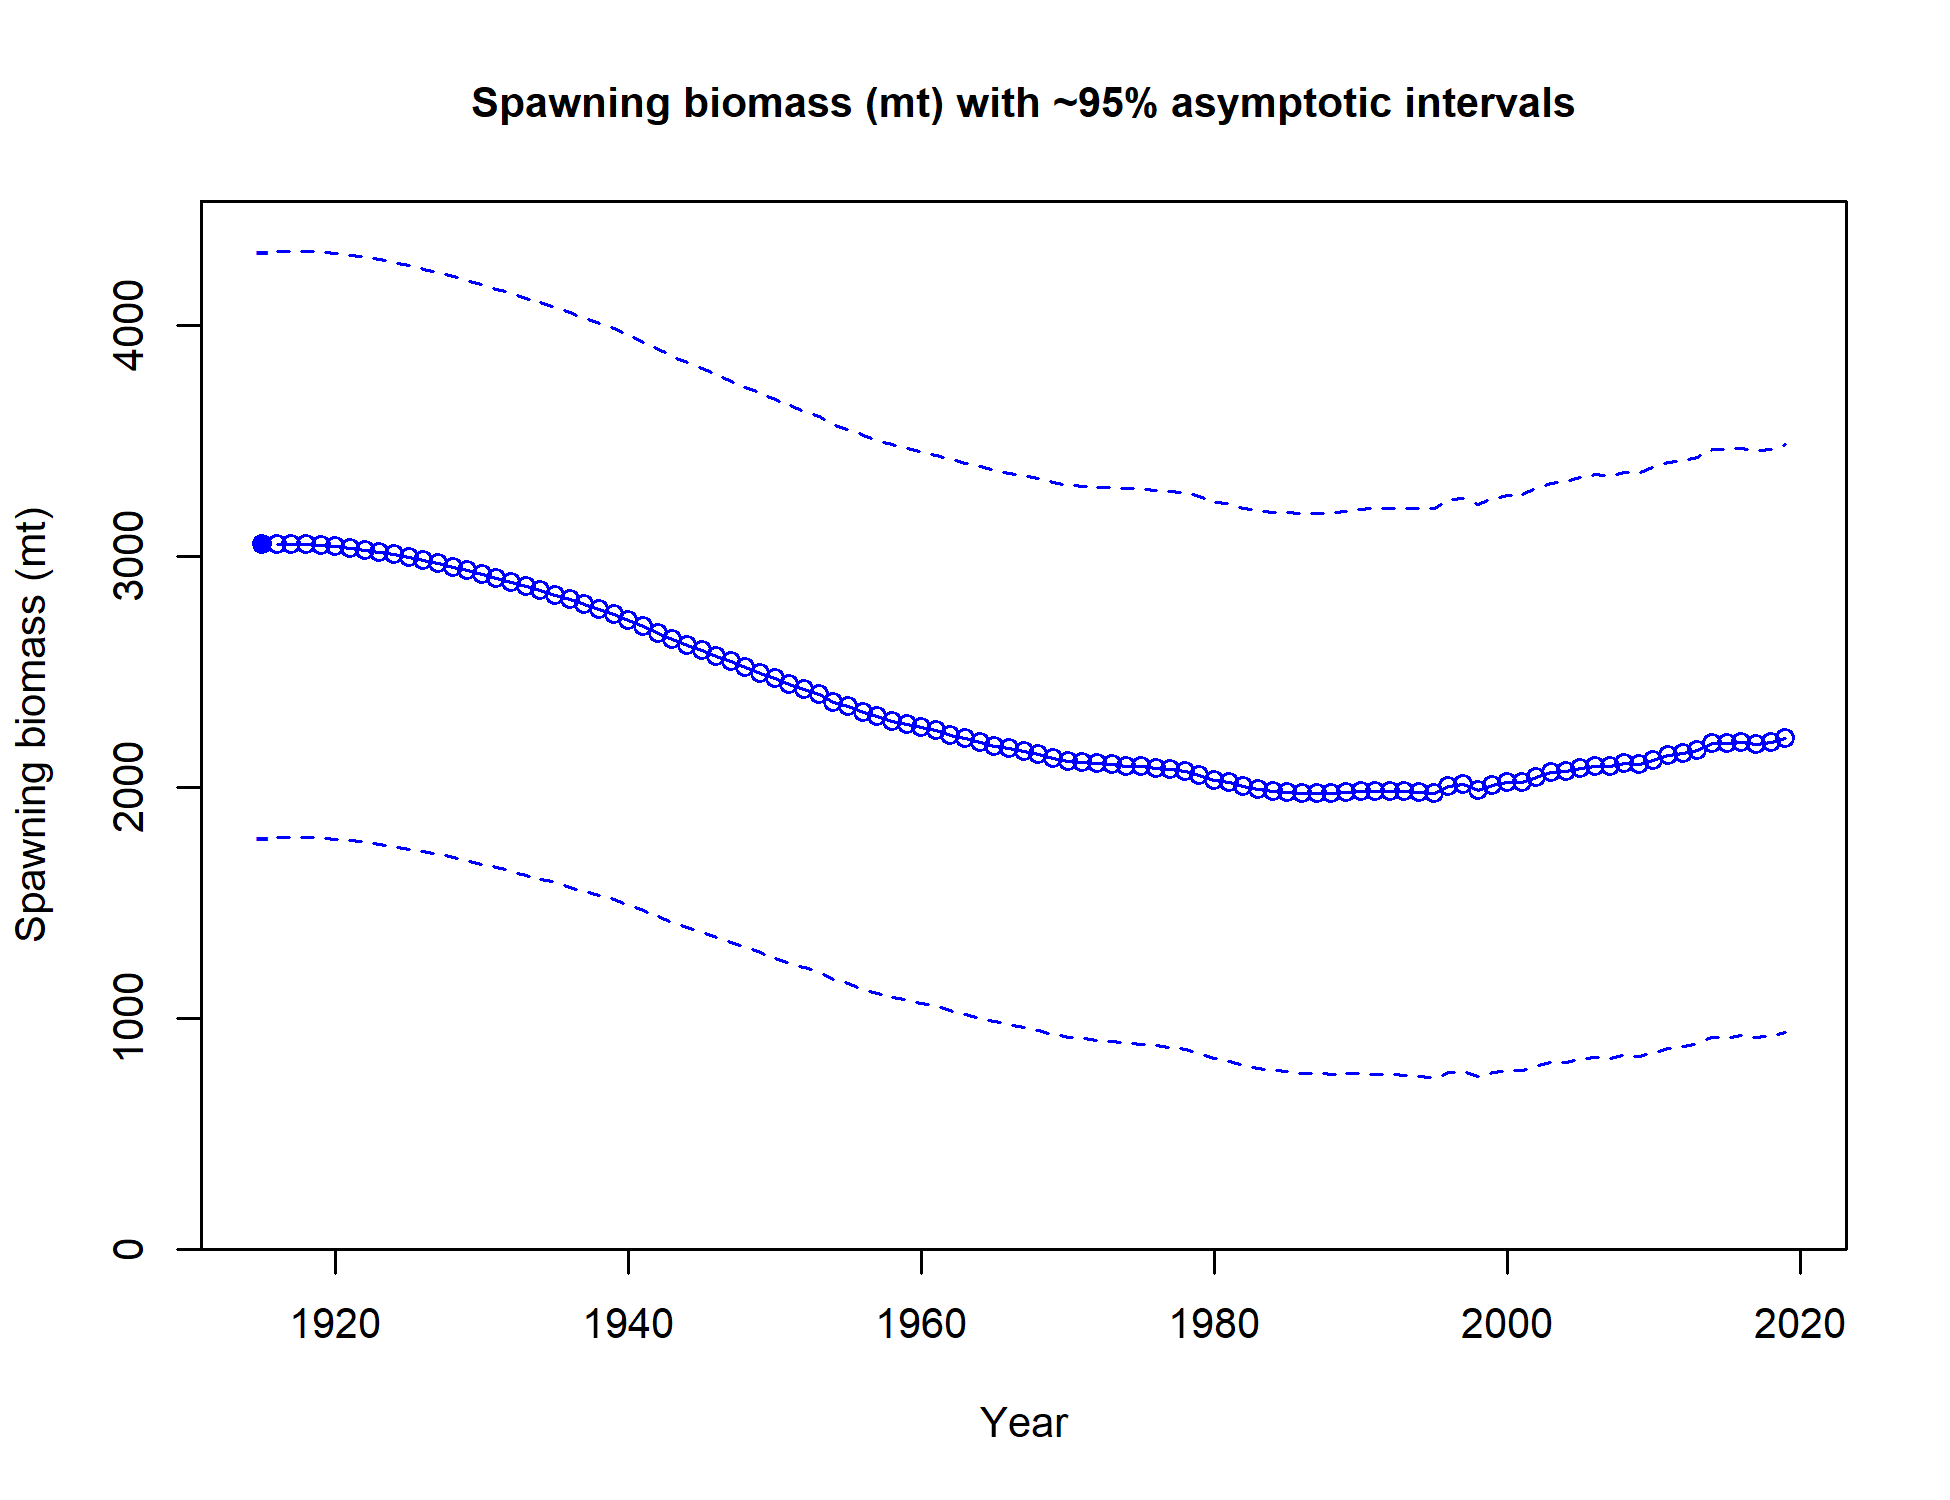 Spawning biomass (mt) with ~95% asymptotic intervals
Spawning biomass (mt)
4000
3000
2000
1000
0
1920 1940 1960 1980 2000 2020
Year